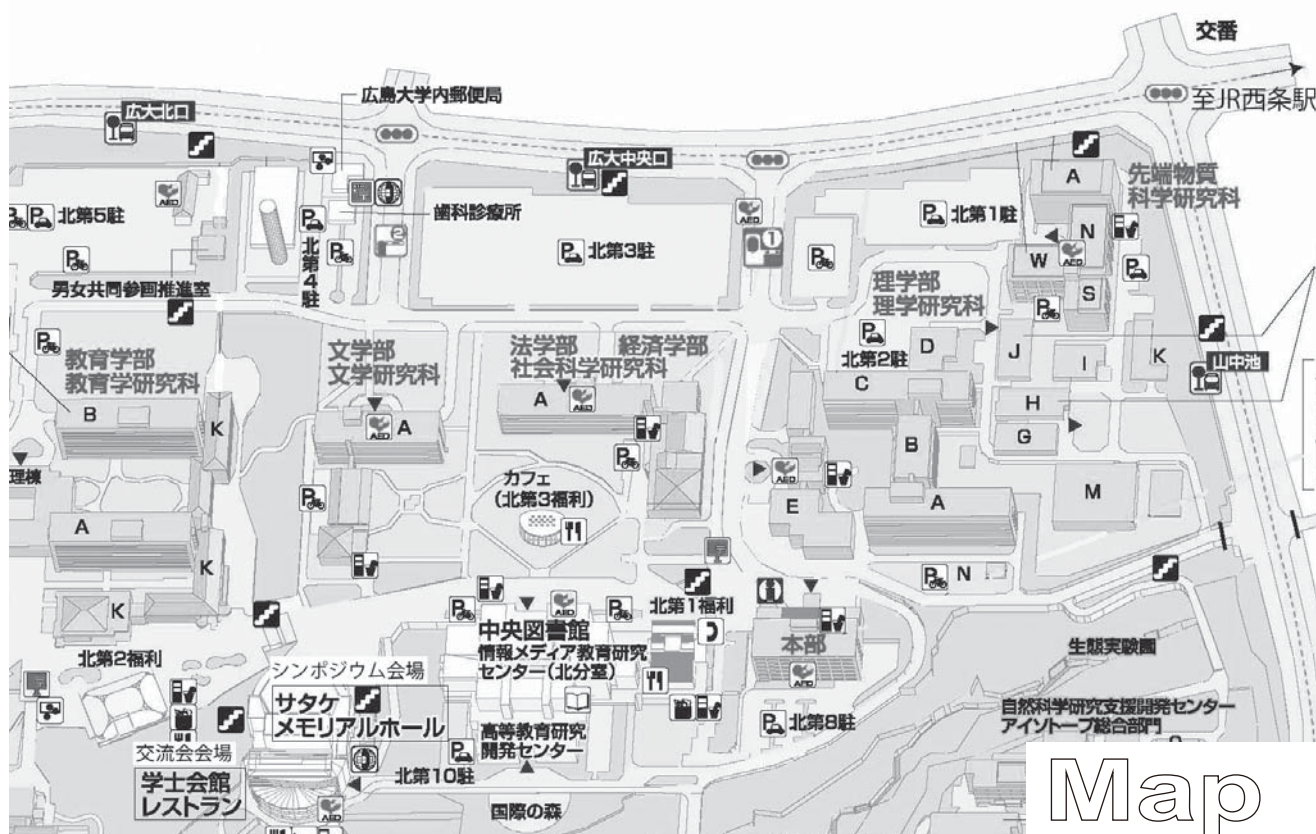 交番
至JR西条駅
広島大学内郵便局
広大北口
広大中央口
先端物質
科学研究科
A
北第5駐
歯科診療所
北第4駐
北第3駐
北第1駐
AED
2
1
N
W
S
男女共同参画推進室
理学部
理学研究科
北第2駐
D
J
I
K
山中池
教育学部
教育学研究科
文学部
文学研究科
法学部 経済学部
社会科学研究科
B
K
A
A
C
H
G
B
理棟
カフェ
(北第3福利)
E
A
M
A
K
N
K
北第2福利
北第1福利
中央図書館
情報メディア教育研究
センター(北分室)
本部
生態実験園
シンポジウム会場
サタケ
メモリアルホール
高等教育研究
開発センター
北第8駐
自然科学研究支援開発センター
アイソトープ総合部門
交流会会場
学士会館
レストラン
北第10駐
国際の森
Map